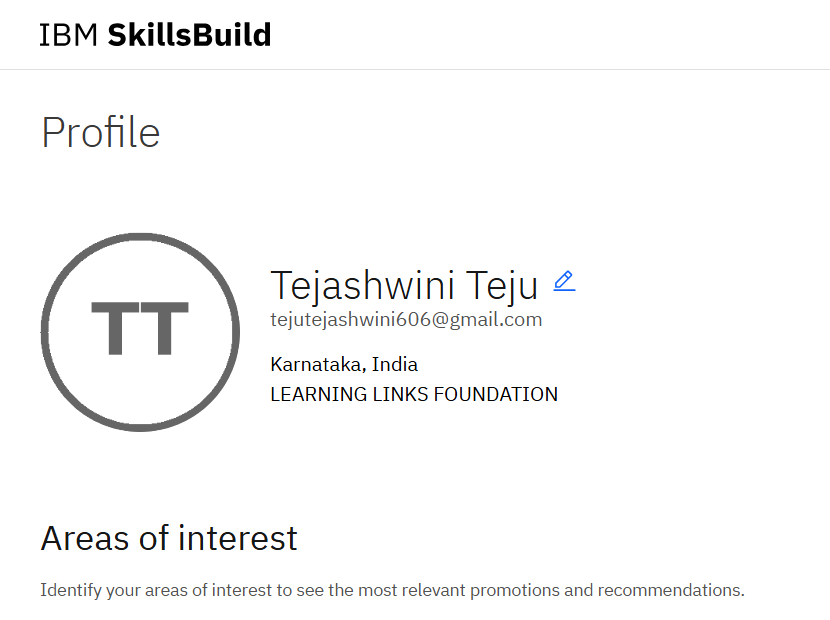 IBM SkillsBuild
Profile
TT
Tejashwini Teju
tejutejashwini606@gmail.com
Karnataka, India
LEARNING LINKS FOUNDATION
Areas of interest
Identify your areas of interest to see the most relevant promotions and recommendations.